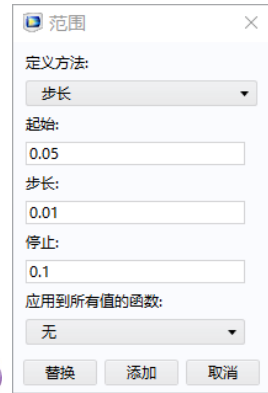 范围
定义方法:
步长
起始:
0.05
步长:
0.01
停止:
0.1
应用到所有值的函数:
无
替换 添加 取消